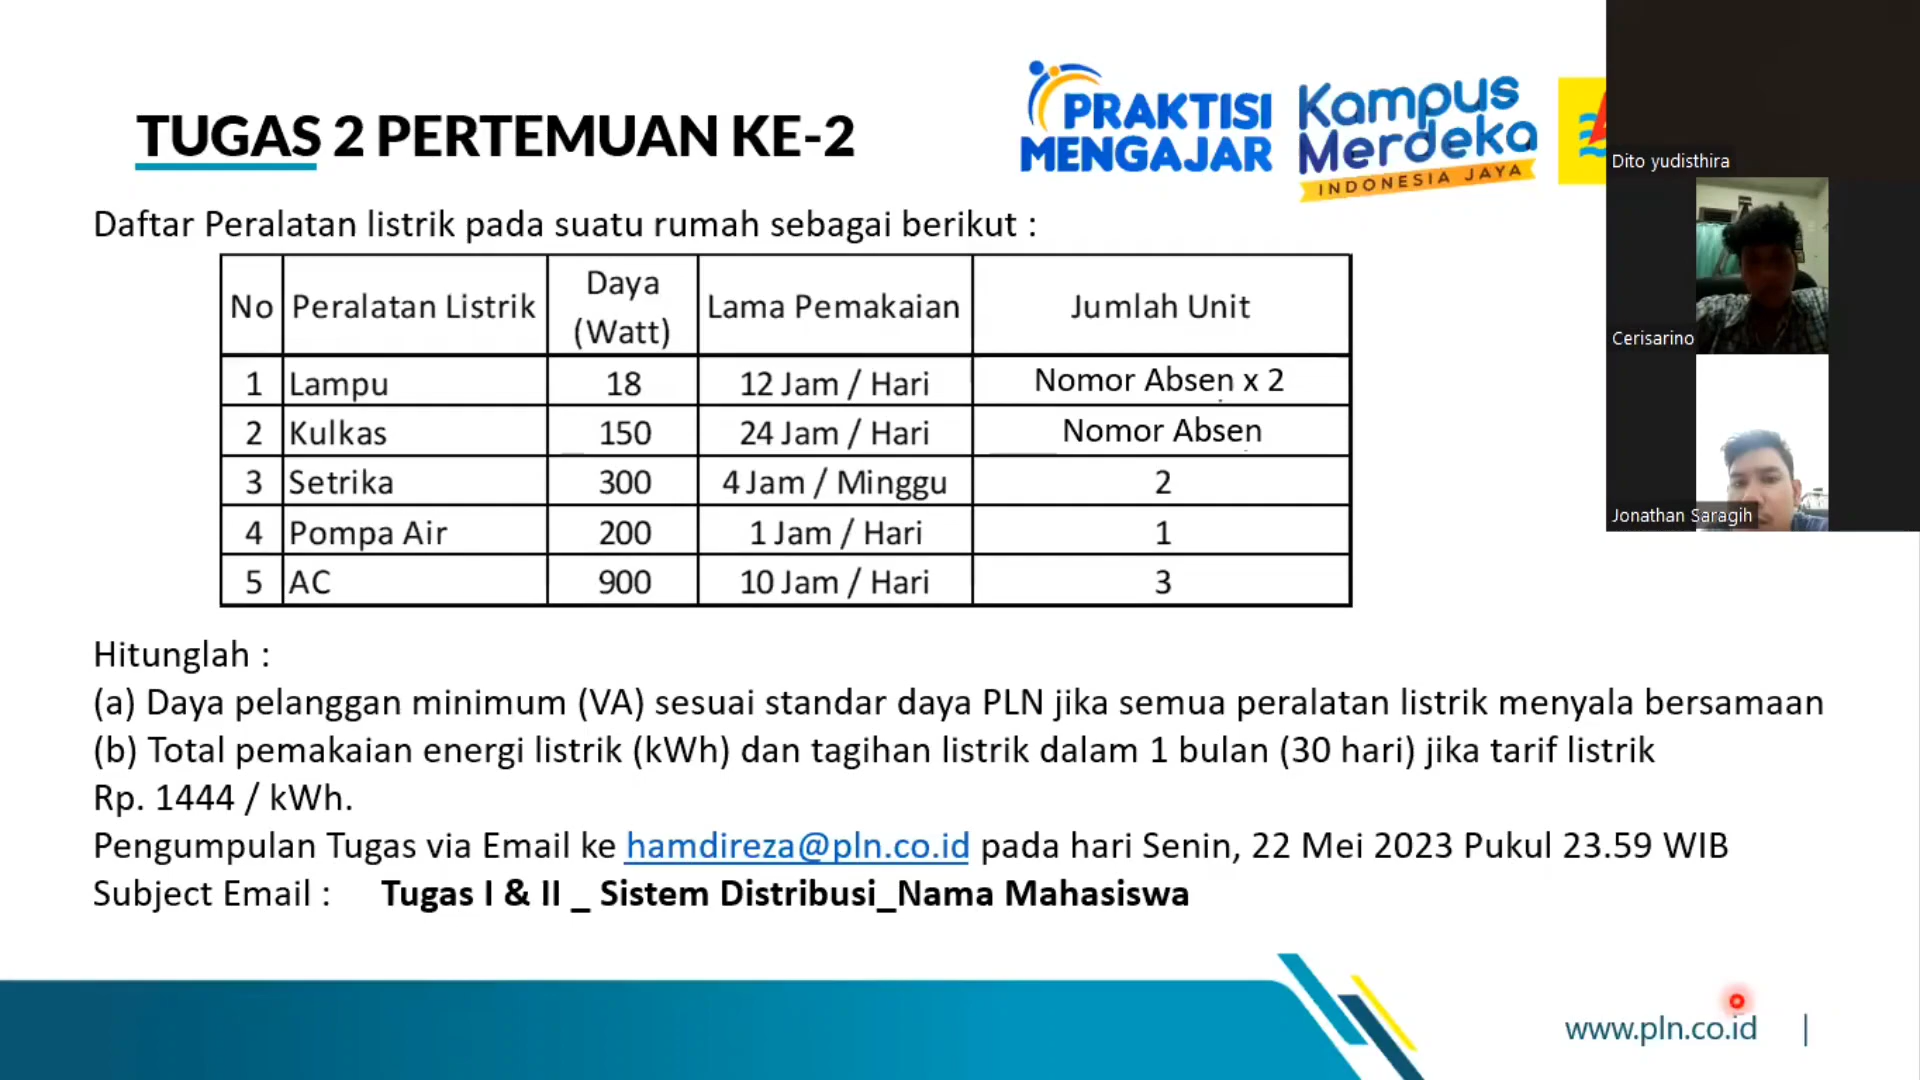 PRAKTISI
MENGAJAR
Kampus
Merdeka
INDONESIA JAYA
TUGAS 2 PERTEMUAN KE-2
Daftar Peralatan listrik pada suatu rumah sebagai berikut :
No Peralatan Listrik Daya (Watt) Lama Pemakaian Jumlah Unit
1 Lampu 18 12 Jam / Hari Nomor Absen x 2
2 Kulkas 150 24 Jam / Hari Nomor Absen
3 Setrika 300 4 Jam / Minggu 2
4 Pompa Air 200 1 Jam / Hari 1
5 AC 900 10 Jam / Hari 3
Hitunglah :
(a) Daya pelanggan minimum (VA) sesuai standar daya PLN jika semua peralatan listrik menyala bersamaan
(b) Total pemakaian energi listrik (kWh) dan tagihan listrik dalam 1 bulan (30 hari) jika tarif listrik
Rp. 1444 / kWh.
Pengumpulan Tugas via Email ke hamdireza@pln.co.id pada hari Senin, 22 Mei 2023 Pukul 23.59 WIB
Subject Email : Tugas I & II _ Sistem Distribusi_Nama Mahasiswa
www.pln.co.id |
Dito yudisthira
Cerisarino
Jonathan Saragih